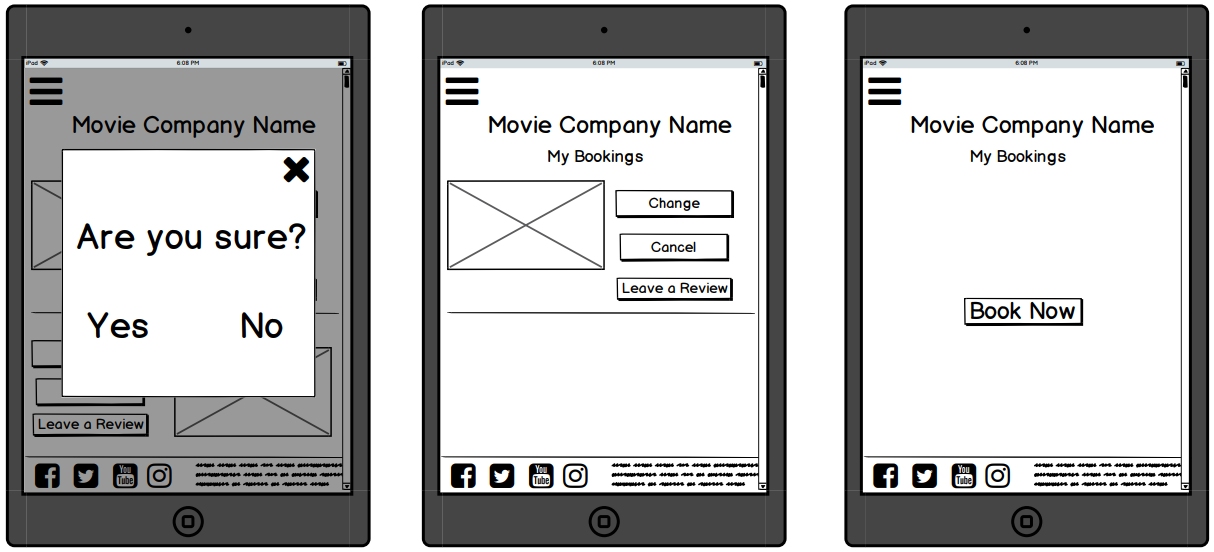 iPad
6:08 PM
Movie Company Name
Are you sure?
Yes No
Leave a Review
You
Tube
iPad
6:08 PM
Movie Company Name
My Bookings
Change
Cancel
Leave a Review
You
Tube
iPad
6:08 PM
Movie Company Name
My Bookings
Book Now
You
Tube